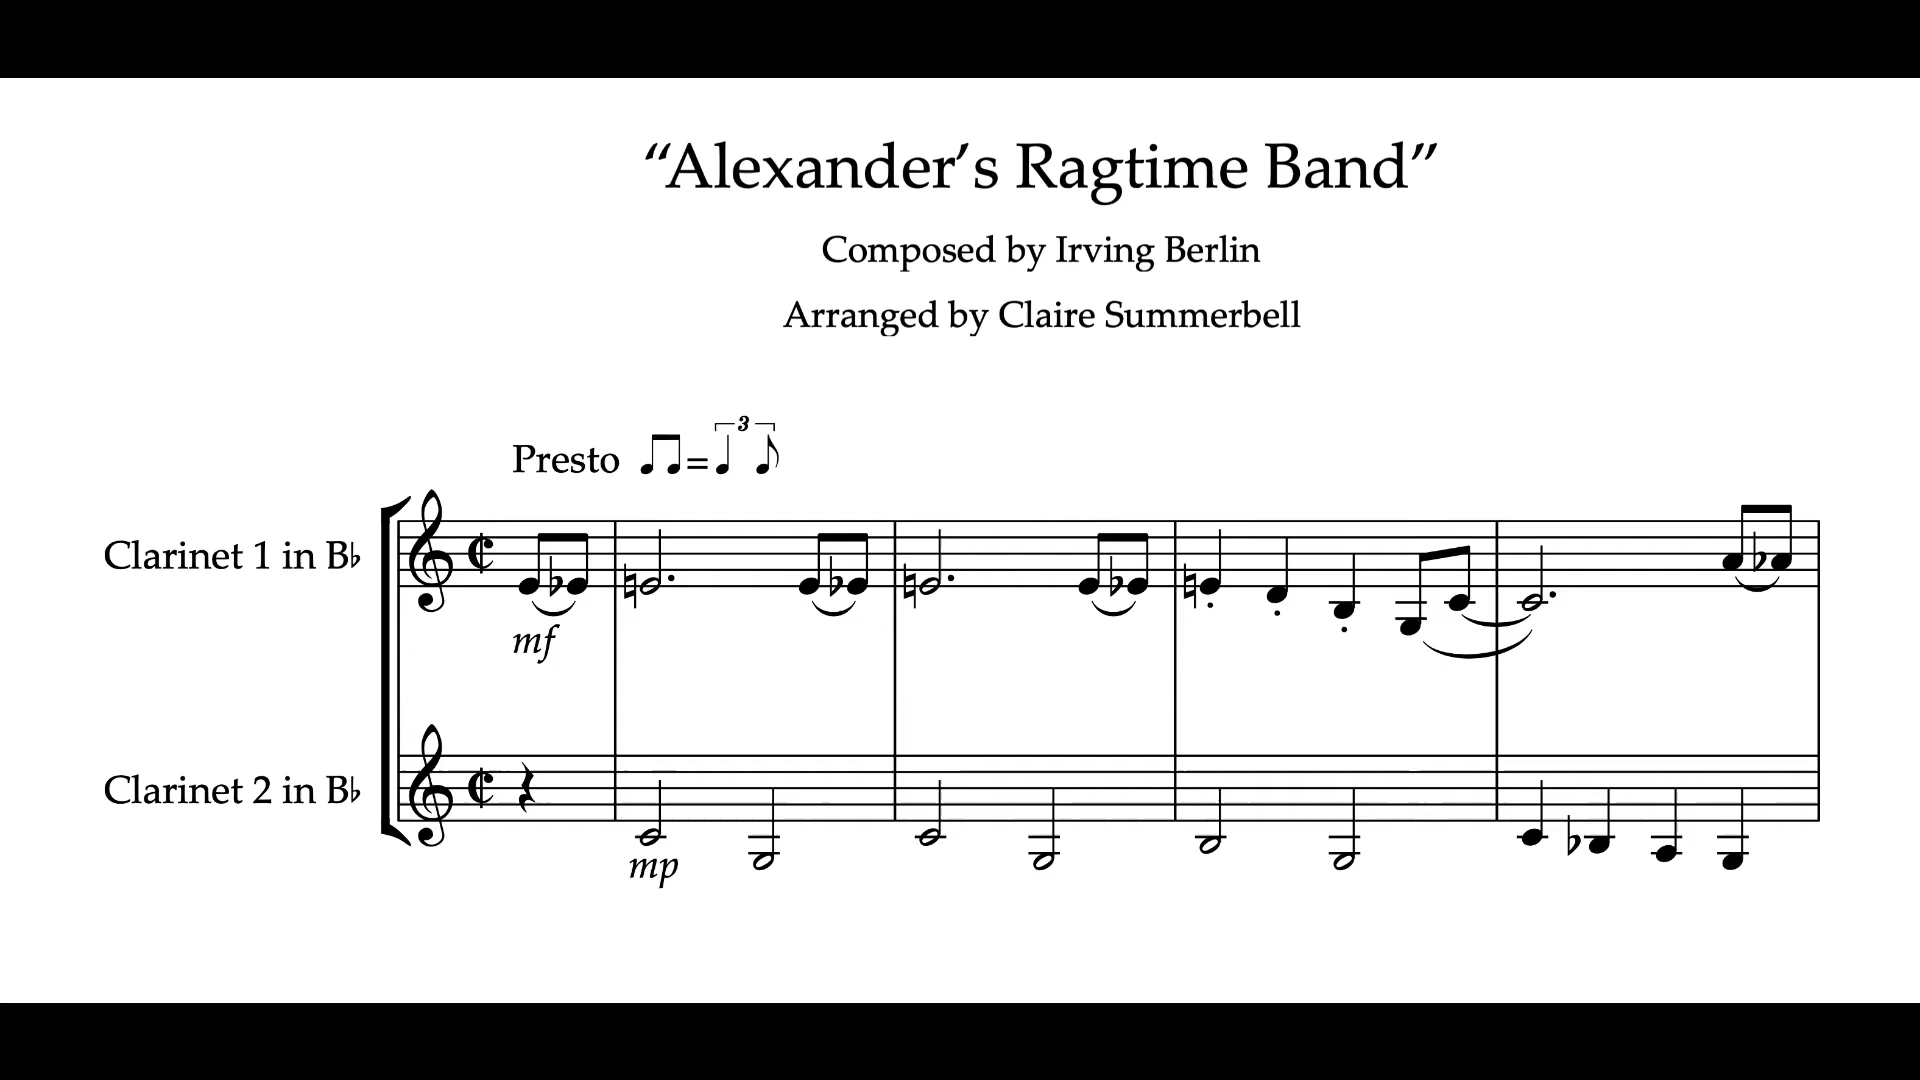 “Alexander’s Ragtime Band”
Composed by Irving Berlin
Arranged by Claire Summerbell
Presto ♫=♩ ♪ 3
Clarinet 1 in B♭
mf
Clarinet 2 in B♭
mp